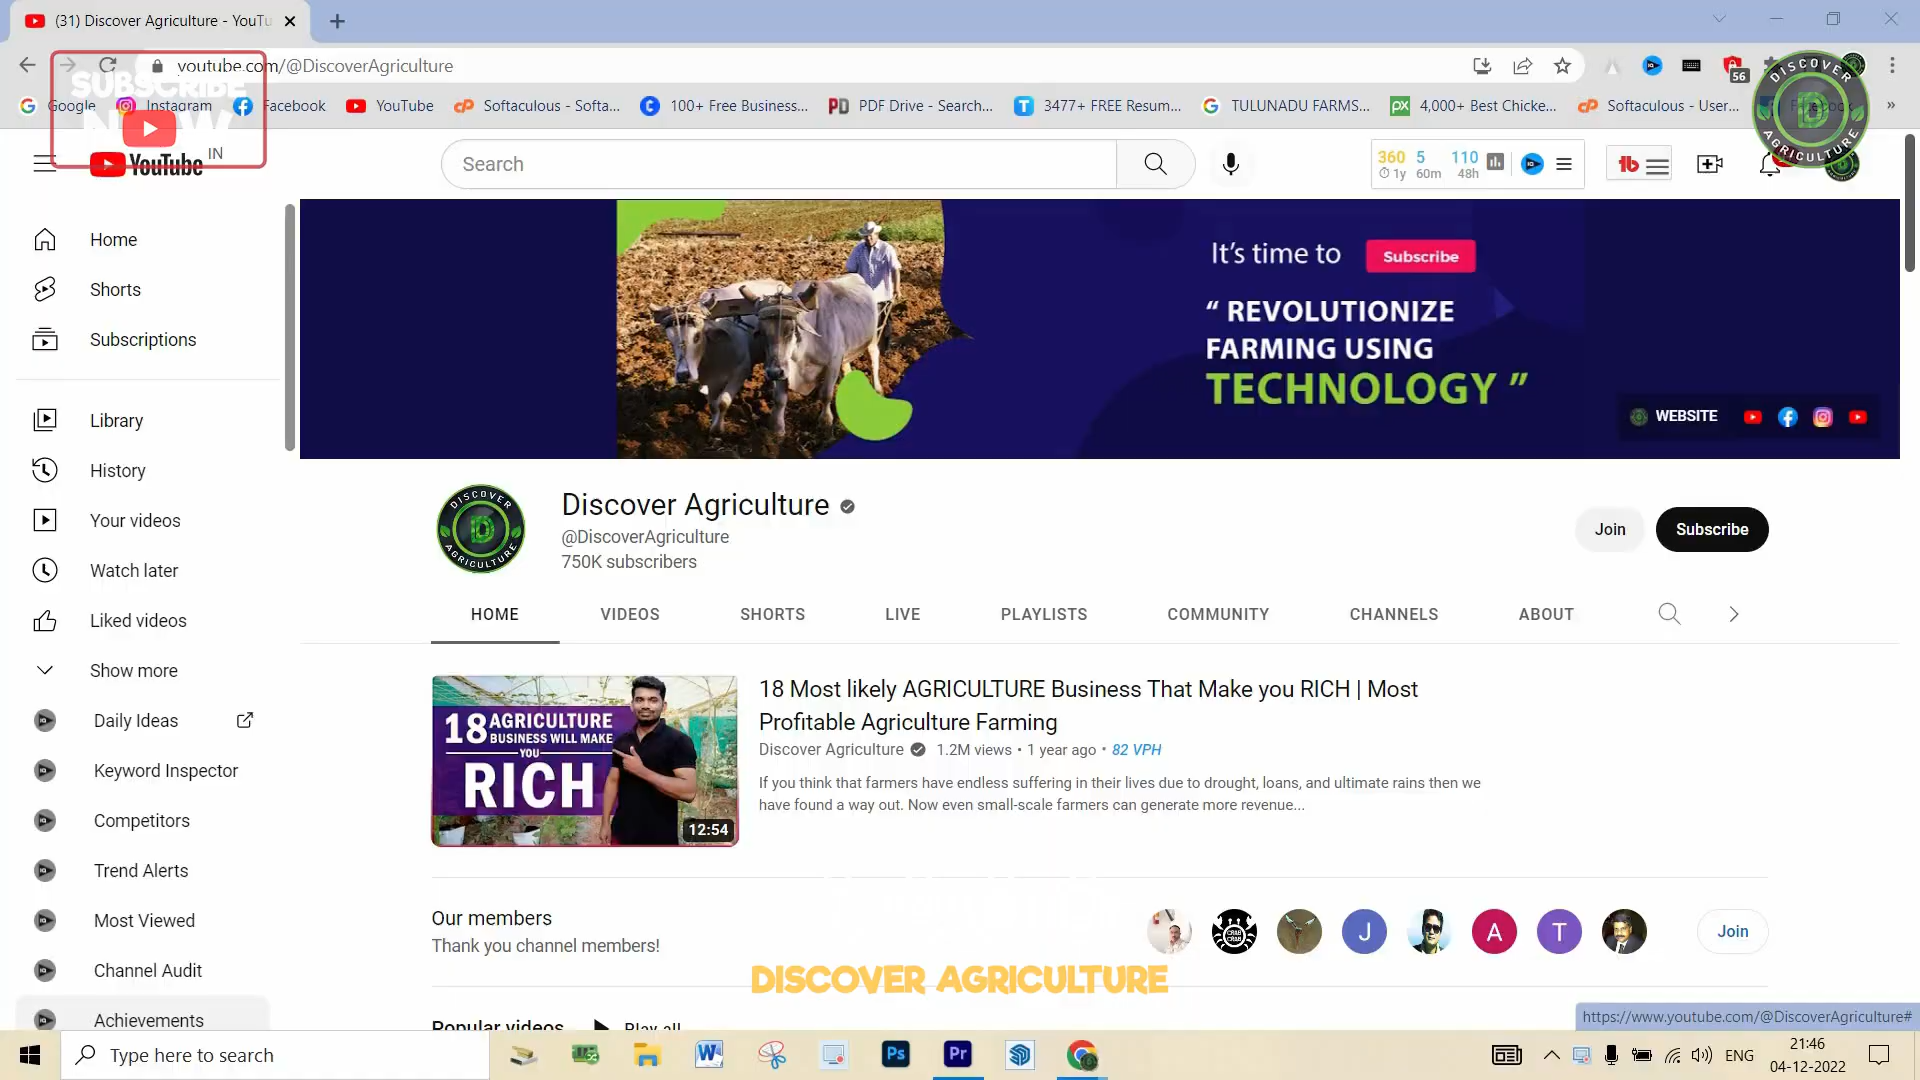 (31) Discover Agriculture - YouTu
youtube.com/@DiscoverAgriculture
56
SUBSCRIBE
NOW
Google
Instagram
Facebook
YouTube
Softaculous - Softa...
100+ Free Business...
PDF Drive - Search...
3477+ FREE Resum...
TULUNADU FARMS...
4,000+ Best Chicke...
Softaculous - User...
»
DISCOVER
D
AGRICULTURE
YouTube IN
Search
360 5 110
1y 60m 48h
Home
Shorts
Subscriptions
Library
History
Your videos
Watch later
Liked videos
Show more
Daily Ideas
Keyword Inspector
Competitors
Trend Alerts
Most Viewed
Channel Audit
Achievements
It's time to Subscribe
“ REVOLUTIONIZE
FARMING USING
TECHNOLOGY ”
WEBSITE
DISCOVER
D
AGRICULTURE
Discover Agriculture
@DiscoverAgriculture
750K subscribers
Join
Subscribe
HOME
VIDEOS
SHORTS
LIVE
PLAYLISTS
COMMUNITY
CHANNELS
ABOUT
18 AGRICULTURE
BUSINESS WILL MAKE
YOU
RICH
12:54
18 Most likely AGRICULTURE Business That Make you RICH | Most
Profitable Agriculture Farming
Discover Agriculture 1.2M views • 1 year ago • 82 VPH
If you think that farmers have endless suffering in their lives due to drought, loans, and ultimate rains then we
have found a way out. Now even small-scale farmers can generate more revenue...
Our members
Thank you channel members!
J
A
T
Join
DISCOVER AGRICULTURE
Popular videos
Play all
https://www.youtube.com/@DiscoverAgriculture#
Type here to search
Ps
Pr
ENG
21:46
04-12-2022